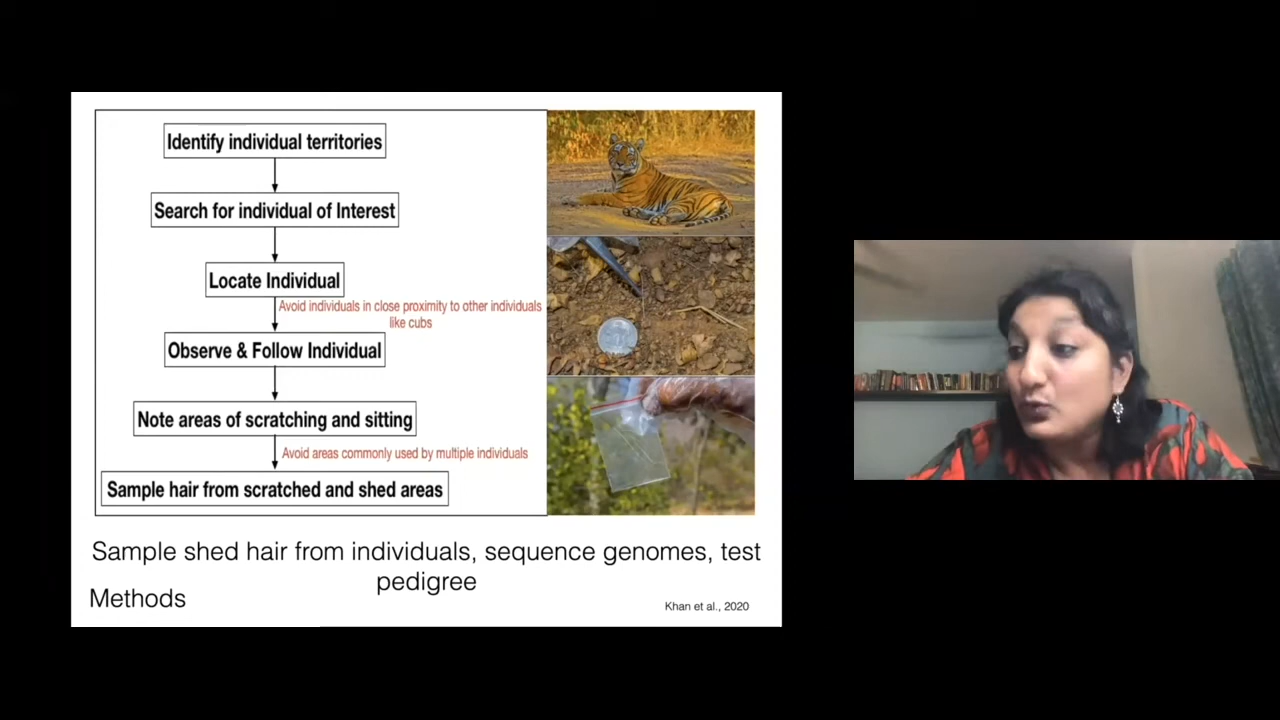 Identify individual territories
Search for individual of Interest
Locate Individual
Avoid individuals in close proximity to other individuals
like cubs
Observe & Follow Individual
Note areas of scratching and sitting
Avoid areas commonly used by multiple individuals
Sample hair from scratched and shed areas
Sample shed hair from individuals, sequence genomes, test
pedigree
Methods
Khan et al., 2020